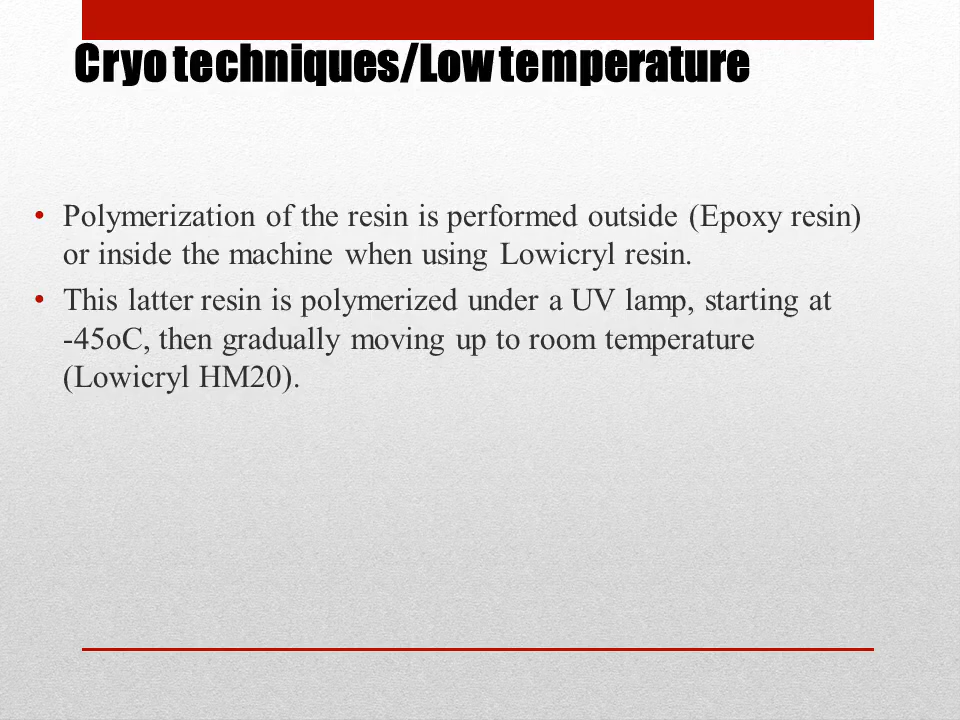 Cryo techniques/Low temperature
• Polymerization of the resin is performed outside (Epoxy resin)
or inside the machine when using Lowicryl resin.
• This latter resin is polymerized under a UV lamp, starting at
-45oC, then gradually moving up to room temperature
(Lowicryl HM20).